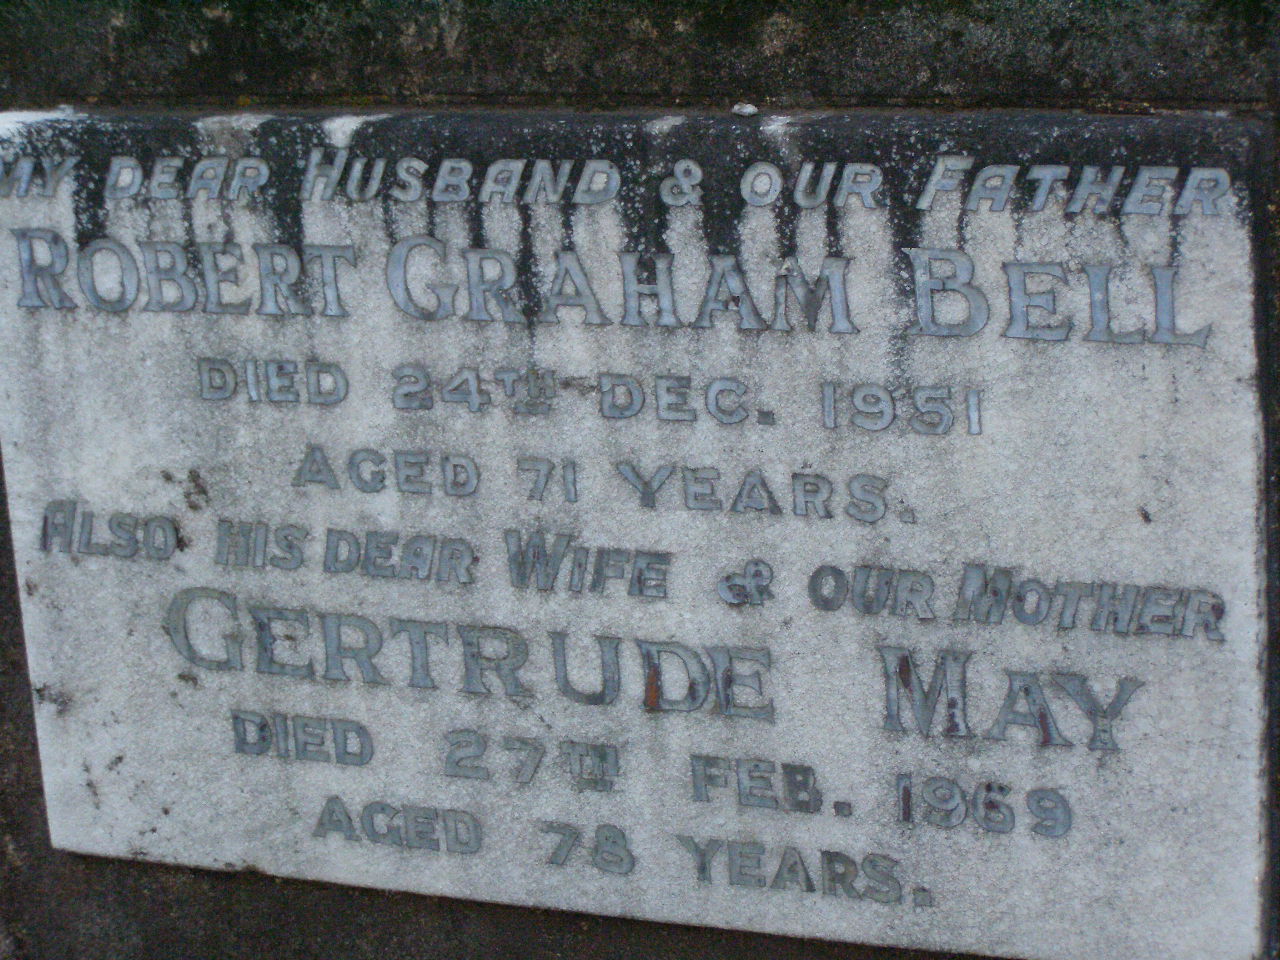 MY DEAR HUSBAND & OUR FATHER
ROBERT GRAHAM BELL
DIED 24TH DEC. 1951
AGED 71 YEARS.
ALSO HIS DEAR WIFE & OUR MOTHER
GERTRUDE MAY
DIED 27TH FEB. 1969
AGED 78 YEARS.